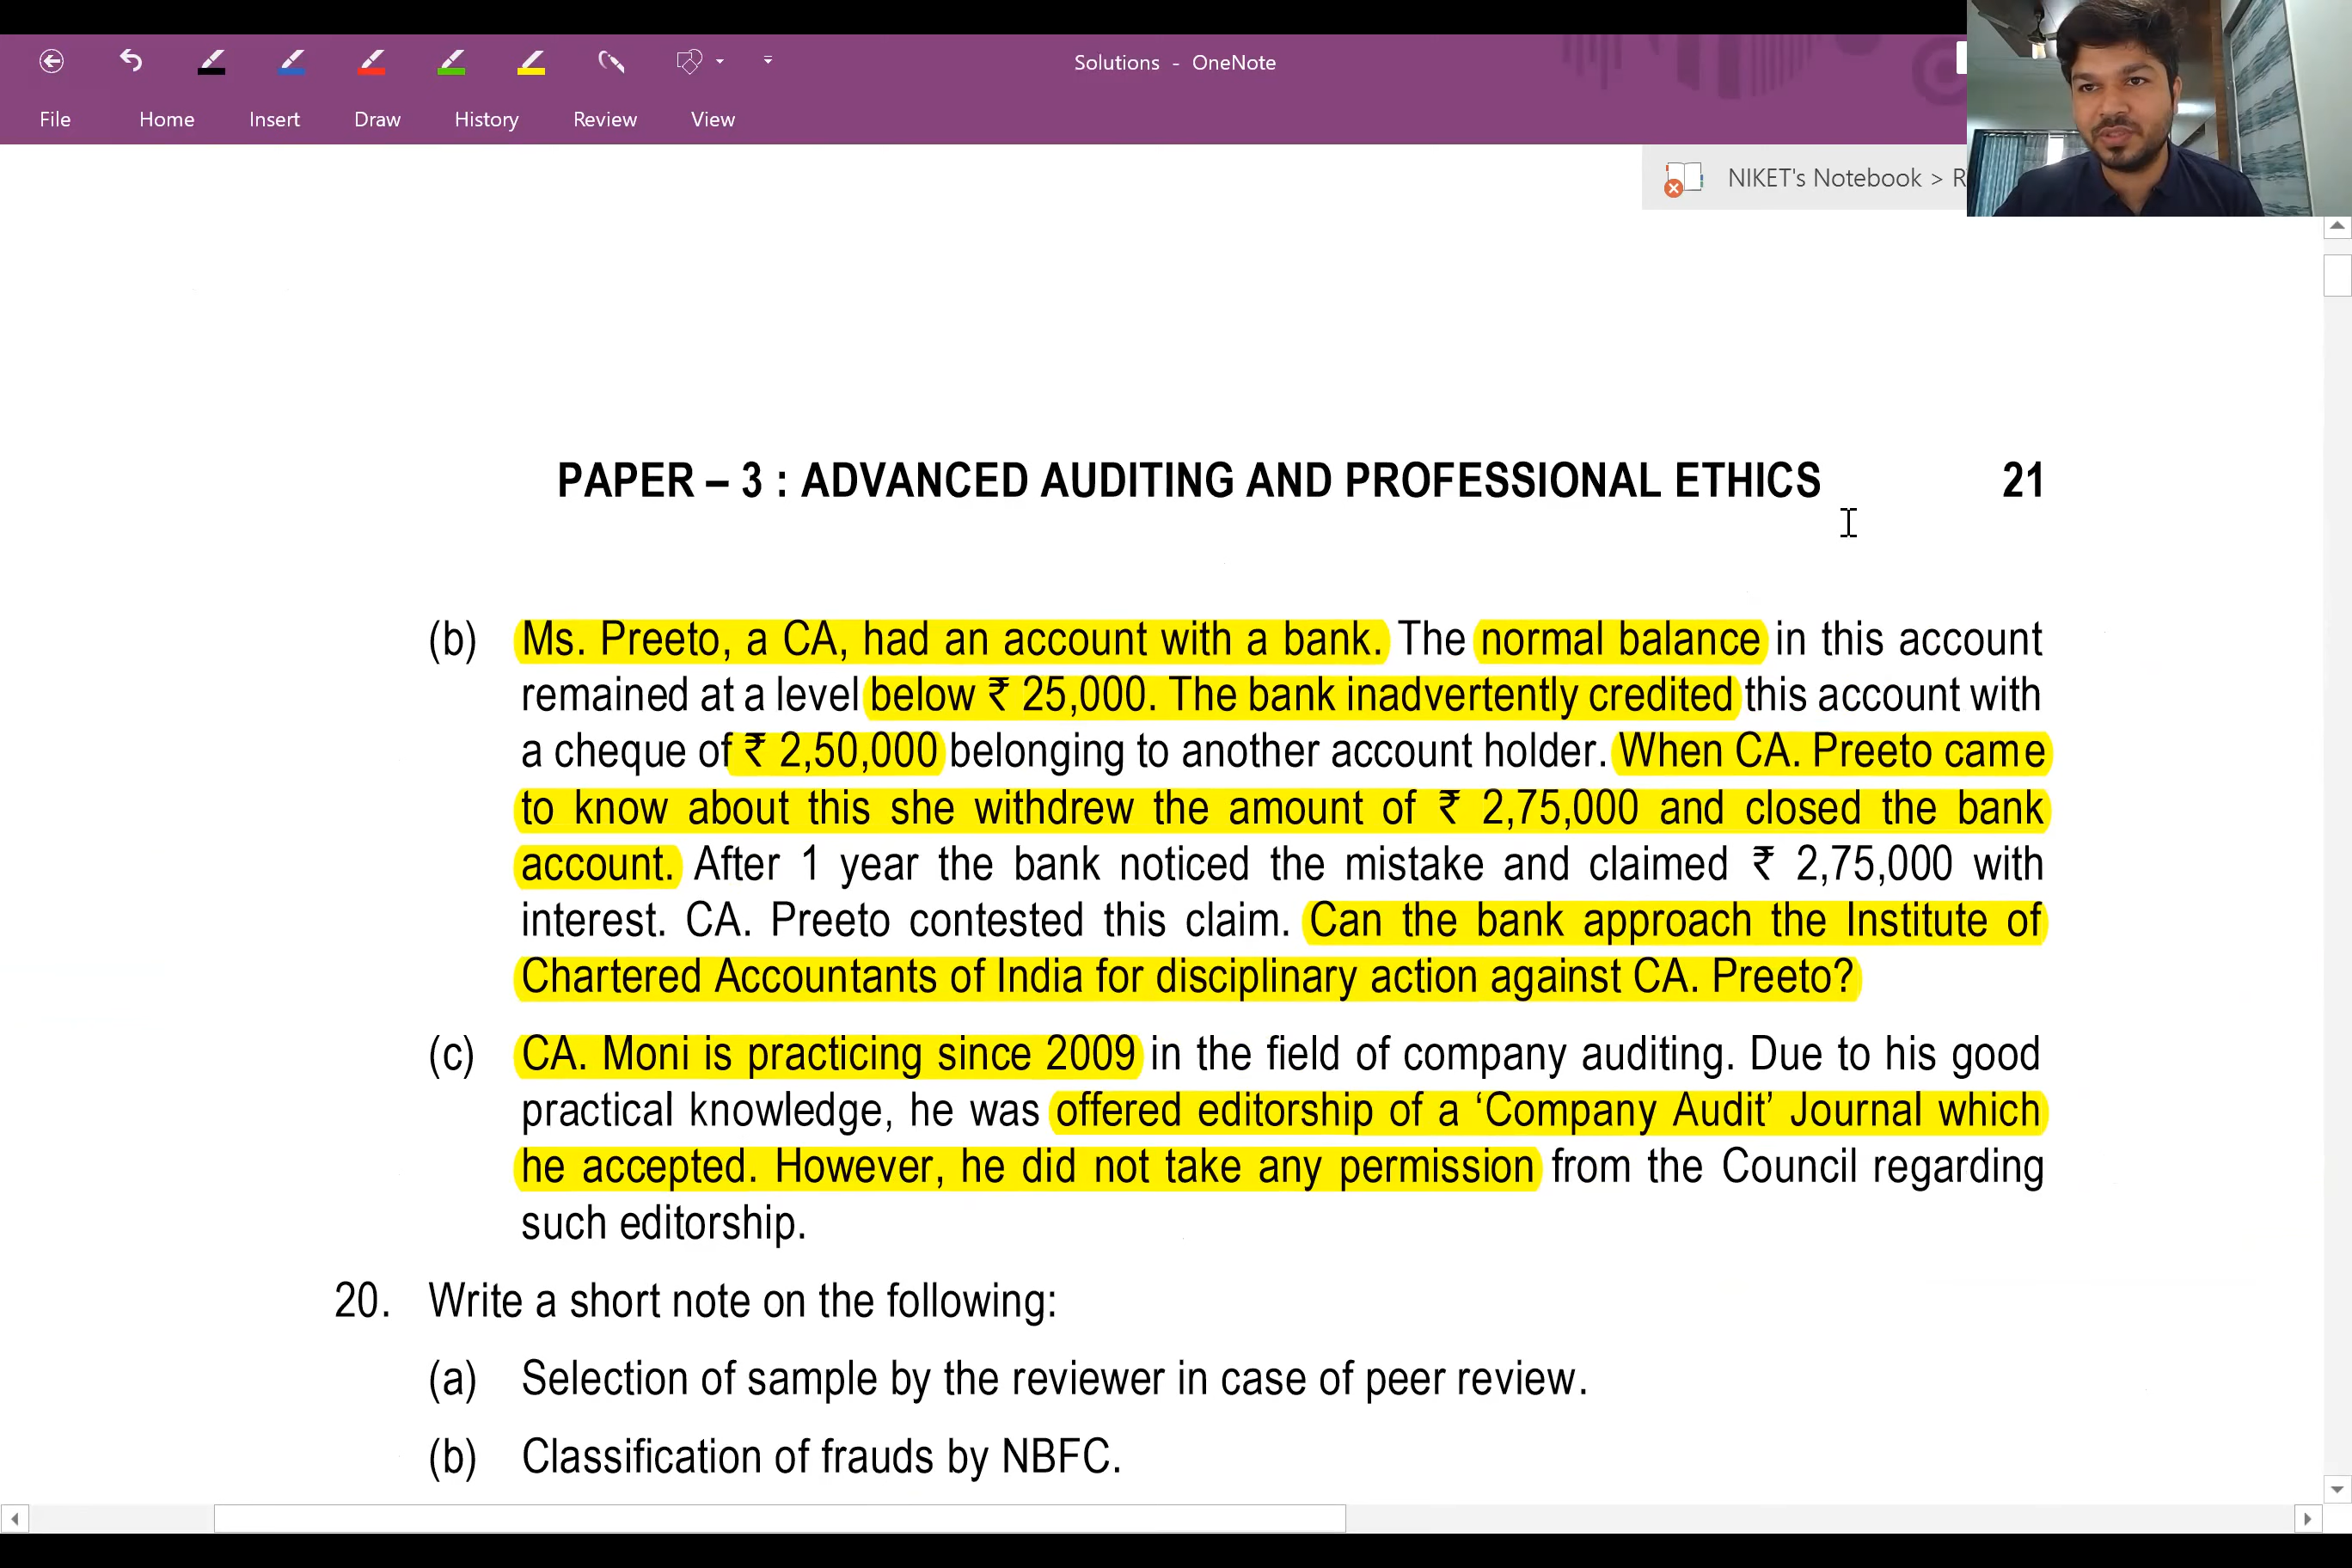 Solutions - OneNote
File Home Insert Draw History Review View
NIKET's Notebook > R
PAPER – 3 : ADVANCED AUDITING AND PROFESSIONAL ETHICS 21
(b) Ms. Preeto, a CA, had an account with a bank. The normal balance in this account
remained at a level below ₹ 25,000. The bank inadvertently credited this account with
a cheque of ₹ 2,50,000 belonging to another account holder. When CA. Preeto came
to know about this she withdrew the amount of ₹ 2,75,000 and closed the bank
account. After 1 year the bank noticed the mistake and claimed ₹ 2,75,000 with
interest. CA. Preeto contested this claim. Can the bank approach the Institute of
Chartered Accountants of India for disciplinary action against CA. Preeto?
(c) CA. Moni is practicing since 2009 in the field of company auditing. Due to his good
practical knowledge, he was offered editorship of a ‘Company Audit’ Journal which
he accepted. However, he did not take any permission from the Council regarding
such editorship.
20. Write a short note on the following:
(a) Selection of sample by the reviewer in case of peer review.
(b) Classification of frauds by NBFC.